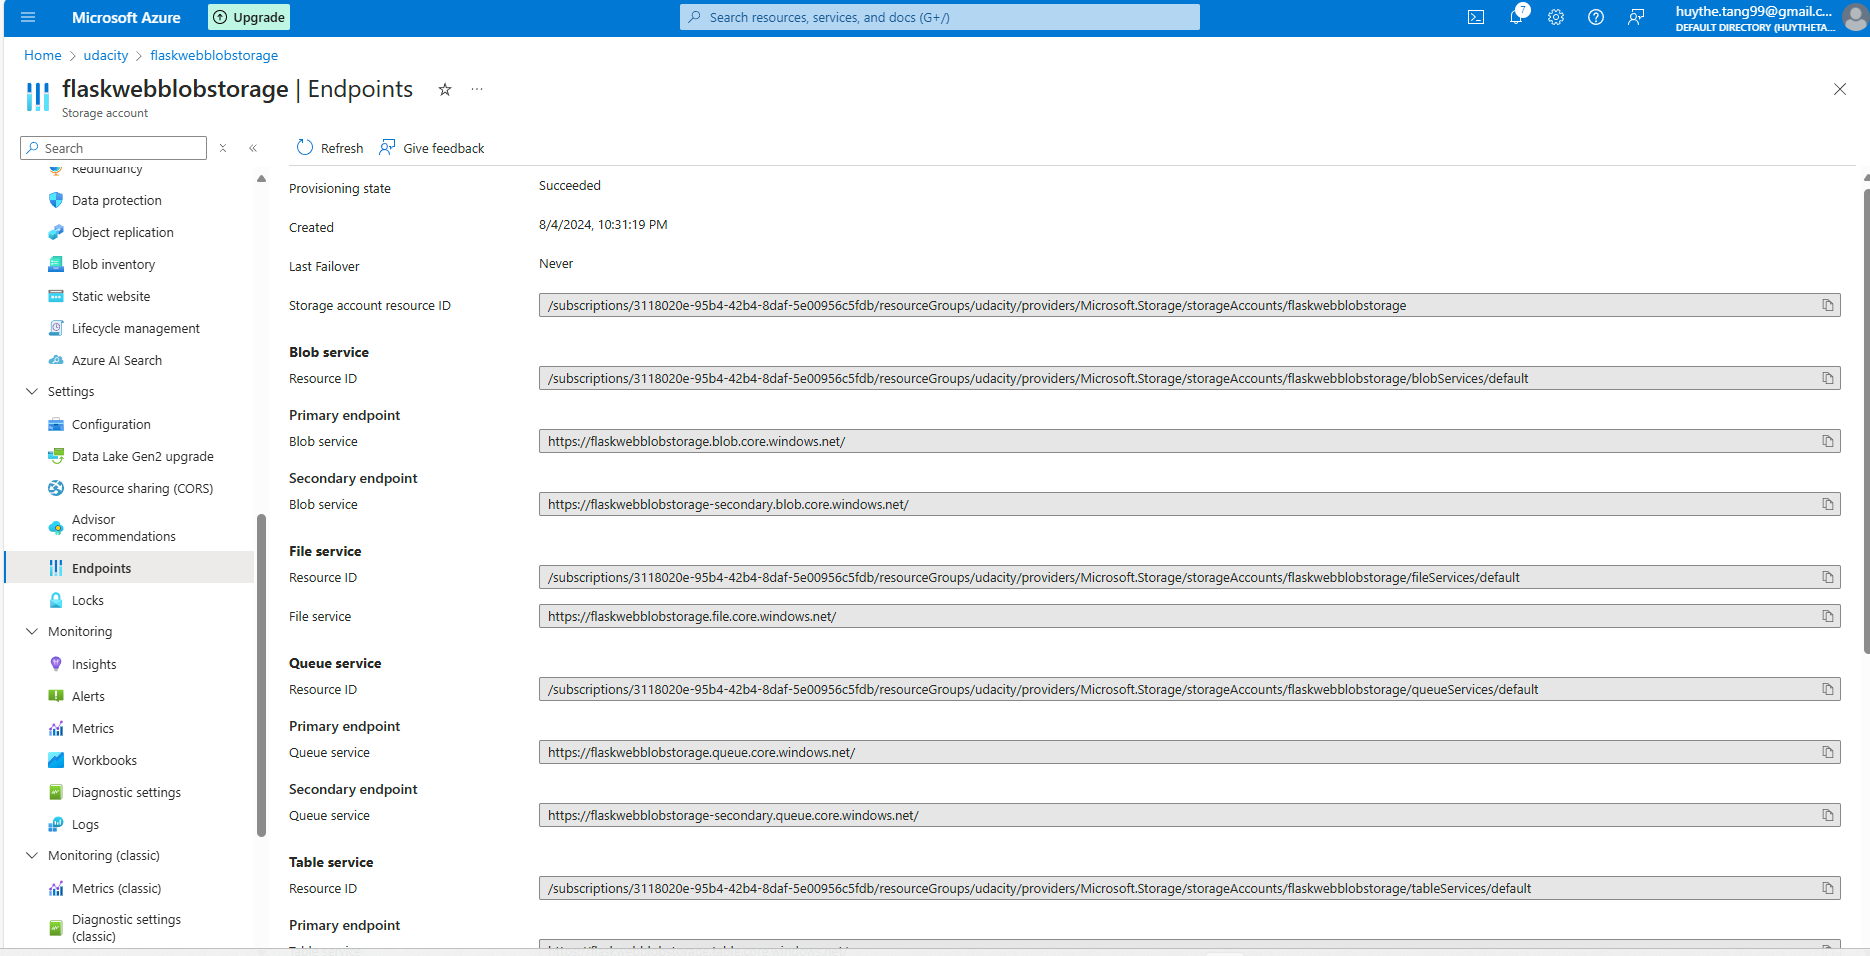 Microsoft Azure
Upgrade
Search resources, services, and docs (G+/)
7
huythe.tang99@gmail.c...
DEFAULT DIRECTORY (HUYTHETA...
Home > udacity > flaskwebblobstorage
flaskwebblobstorage | Endpoints
Storage account
Search
Refresh
Give feedback
Redundancy
Data protection
Object replication
Blob inventory
Static website
Lifecycle management
Azure AI Search
Settings
Configuration
Data Lake Gen2 upgrade
Resource sharing (CORS)
Advisor
recommendations
Endpoints
Locks
Monitoring
Insights
Alerts
Metrics
Workbooks
Diagnostic settings
Logs
Monitoring (classic)
Metrics (classic)
Diagnostic settings
(classic)
Provisioning state Succeeded
Created 8/4/2024, 10:31:19 PM
Last Failover Never
Storage account resource ID /subscriptions/3118020e-95b4-42b4-8daf-5e00956c5fdb/resourceGroups/udacity/providers/Microsoft.Storage/storageAccounts/flaskwebblobstorage
Blob service
Resource ID /subscriptions/3118020e-95b4-42b4-8daf-5e00956c5fdb/resourceGroups/udacity/providers/Microsoft.Storage/storageAccounts/flaskwebblobstorage/blobServices/default
Primary endpoint
Blob service https://flaskwebblobstorage.blob.core.windows.net/
Secondary endpoint
Blob service https://flaskwebblobstorage-secondary.blob.core.windows.net/
File service
Resource ID /subscriptions/3118020e-95b4-42b4-8daf-5e00956c5fdb/resourceGroups/udacity/providers/Microsoft.Storage/storageAccounts/flaskwebblobstorage/fileServices/default
File service https://flaskwebblobstorage.file.core.windows.net/
Queue service
Resource ID /subscriptions/3118020e-95b4-42b4-8daf-5e00956c5fdb/resourceGroups/udacity/providers/Microsoft.Storage/storageAccounts/flaskwebblobstorage/queueServices/default
Primary endpoint
Queue service https://flaskwebblobstorage.queue.core.windows.net/
Secondary endpoint
Queue service https://flaskwebblobstorage-secondary.queue.core.windows.net/
Table service
Resource ID /subscriptions/3118020e-95b4-42b4-8daf-5e00956c5fdb/resourceGroups/udacity/providers/Microsoft.Storage/storageAccounts/flaskwebblobstorage/tableServices/default
Primary endpoint